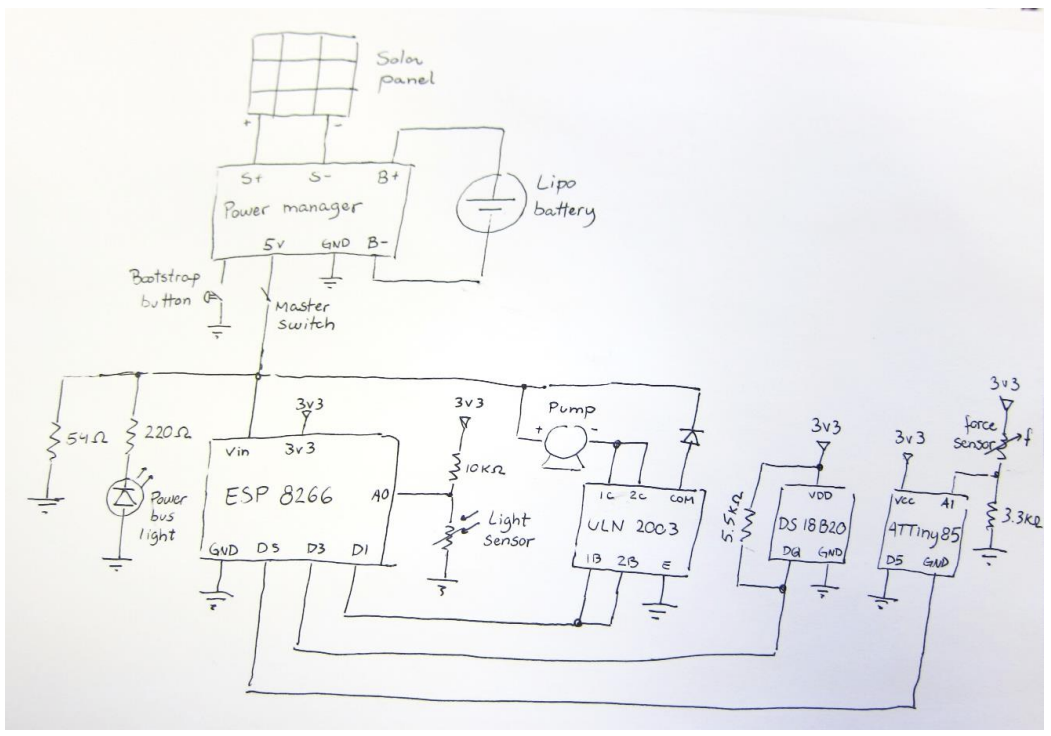 Solar
panel
+ -
S+ S- B+
Power manager
5v GND B-
Lipo
battery
Bootstrap
button
Master
switch
54Ω
220Ω
Power
bus
light
3v3
Vin 3v3
ESP 8266
A0
GND D5 D3 D1
3v3
10KΩ
Light
Sensor
Pump
+ -
1C 2C COM
ULN 2003
1B 2B E
5.5KΩ
3v3
VDD
DS 18B20
DQ GND
3v3
VCC A1
ATTiny85
D5 GND
3v3
force
sensor
f
3.3KΩ